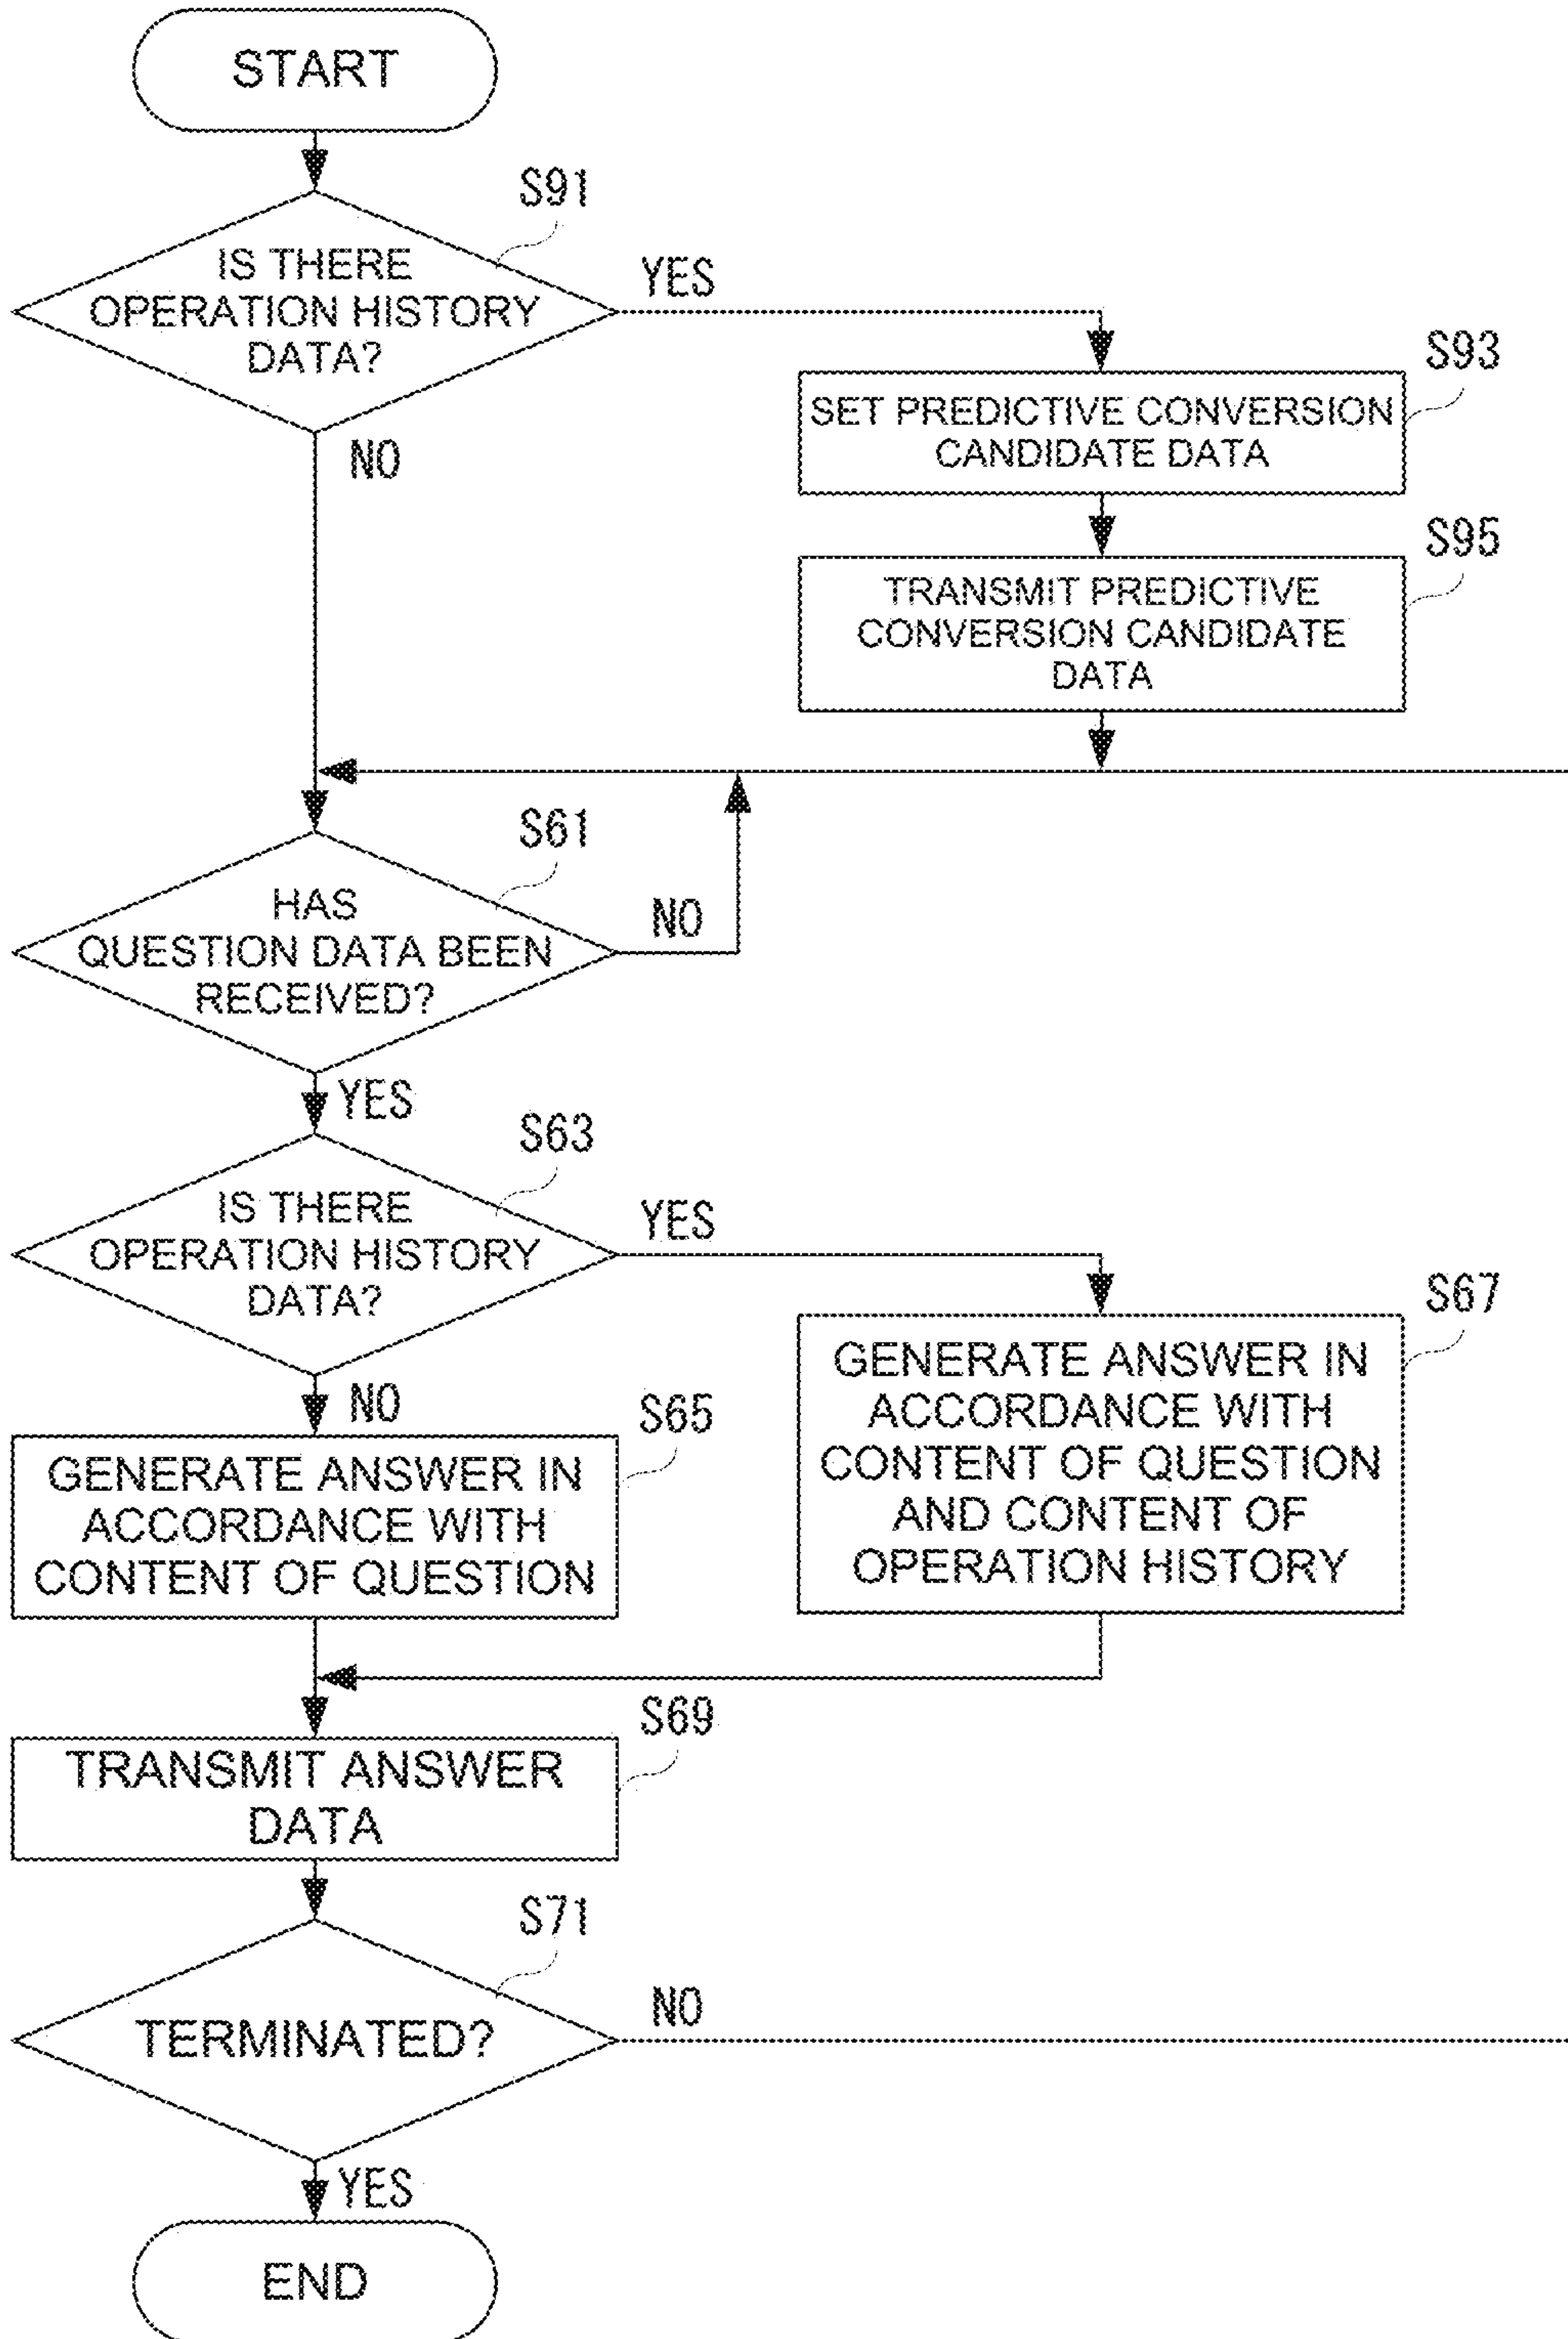 START
S91
IS THERE
OPERATION HISTORY
DATA?
YES
NO
S93
SET PREDICTIVE CONVERSION
CANDIDATE DATA
S95
TRANSMIT PREDICTIVE
CONVERSION CANDIDATE
DATA
S61
HAS
QUESTION DATA BEEN
RECEIVED?
NO
YES
S63
IS THERE
OPERATION HISTORY
DATA?
YES
NO
S67
GENERATE ANSWER IN
ACCORDANCE WITH
CONTENT OF QUESTION
AND CONTENT OF
OPERATION HISTORY
S65
GENERATE ANSWER IN
ACCORDANCE WITH
CONTENT OF QUESTION
S69
TRANSMIT ANSWER
DATA
S71
TERMINATED?
NO
YES
END